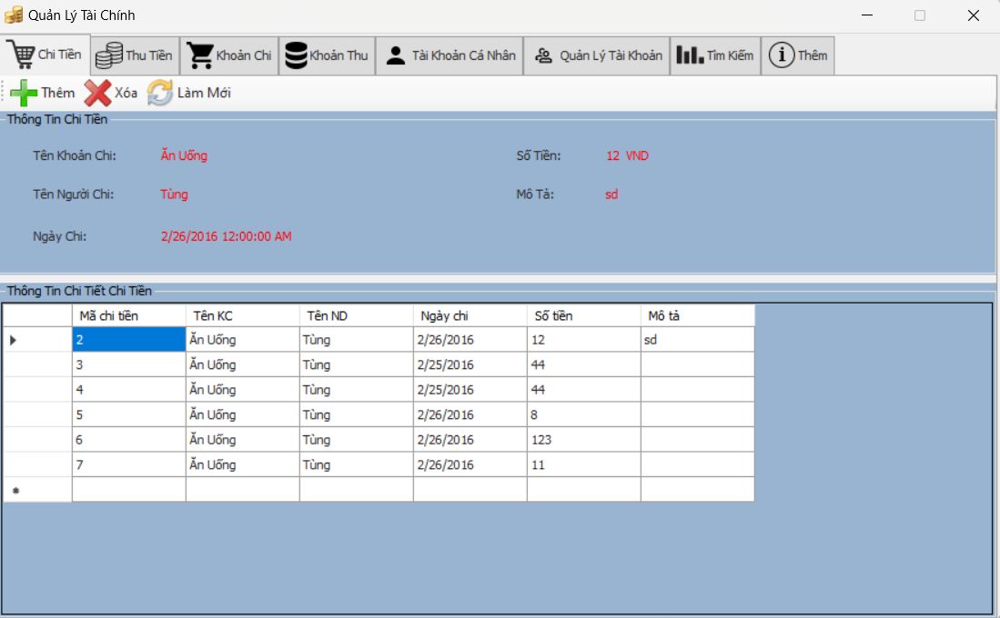 Quản Lý Tài Chính
Chi Tiền Thu Tiền Khoản Chi Khoản Thu Tài Khoản Cá Nhân Quản Lý Tài Khoản Tìm Kiếm Thêm
Thêm Xóa Làm Mới
Thông Tin Chi Tiền
Tên Khoản Chi: Ăn Uống Số Tiền: 12 VND
Tên Người Chi: Tùng Mô Tả: sd
Ngày Chi: 2/26/2016 12:00:00 AM
Thông Tin Chi Tiết Chi Tiền
Mã chi tiền Tên KC Tên ND Ngày chi Số tiền Mô tả
2 Ăn Uống Tùng 2/26/2016 12 sd
3 Ăn Uống Tùng 2/25/2016 44
4 Ăn Uống Tùng 2/25/2016 44
5 Ăn Uống Tùng 2/26/2016 8
6 Ăn Uống Tùng 2/26/2016 123
7 Ăn Uống Tùng 2/26/2016 11